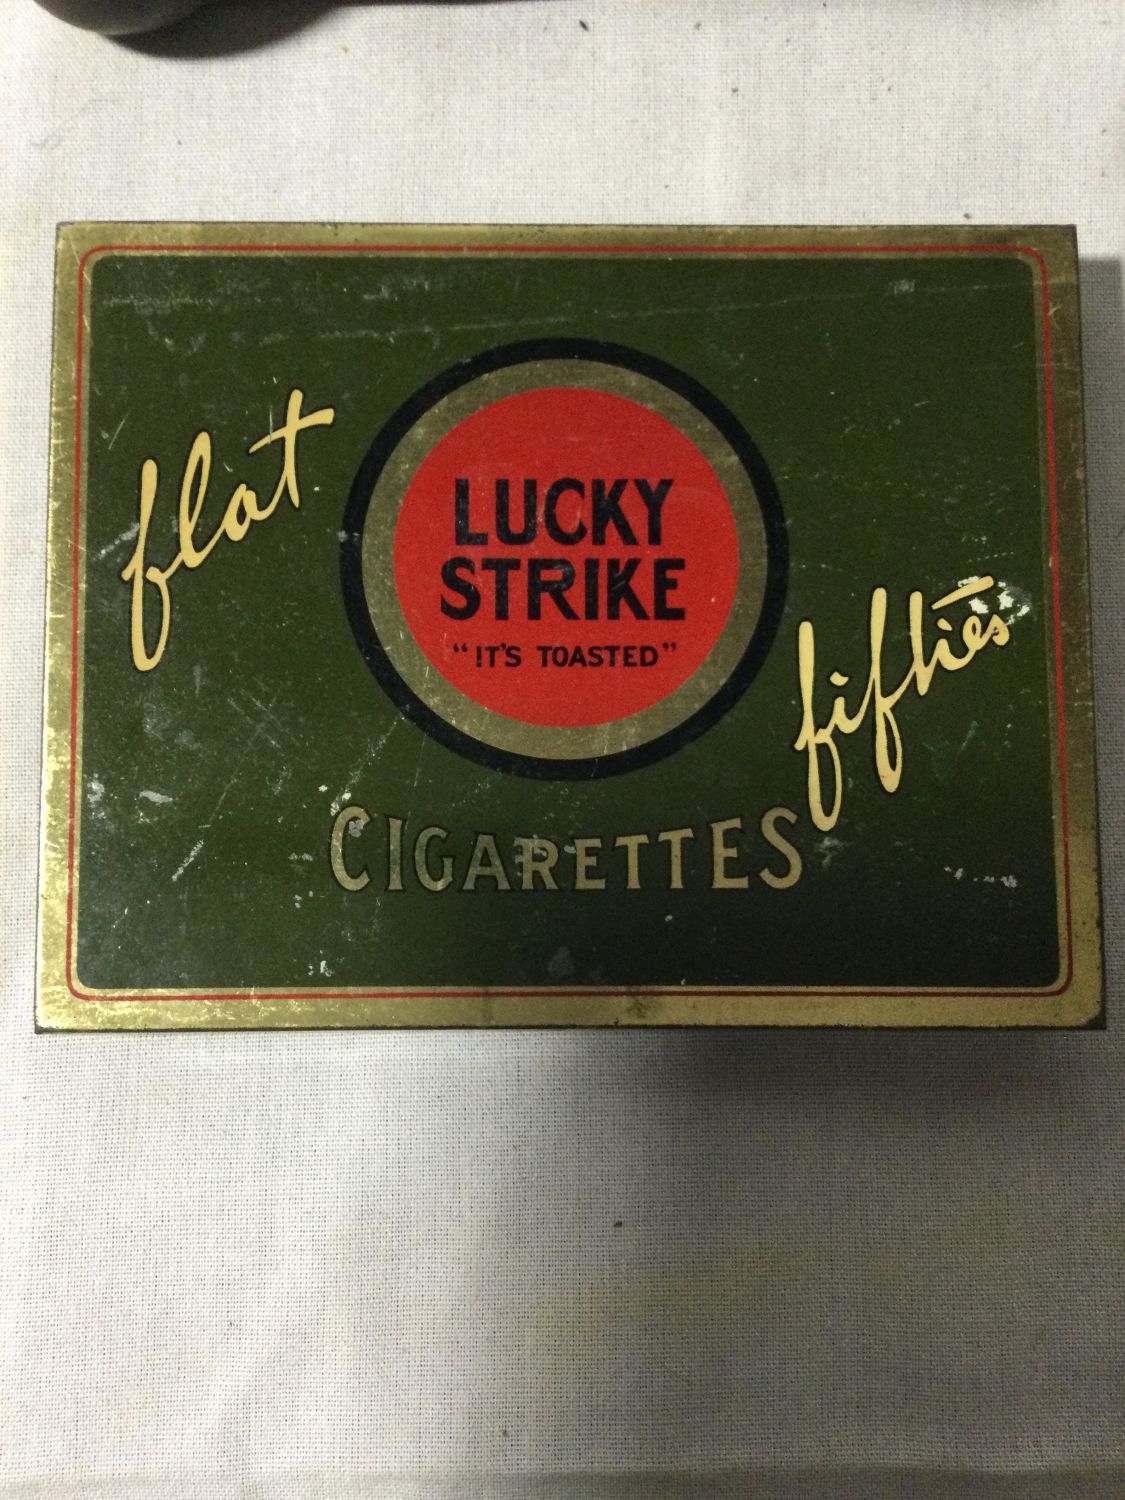 flat
LUCKY
STRIKE
"IT'S TOASTED"
fifties
CIGARETTES